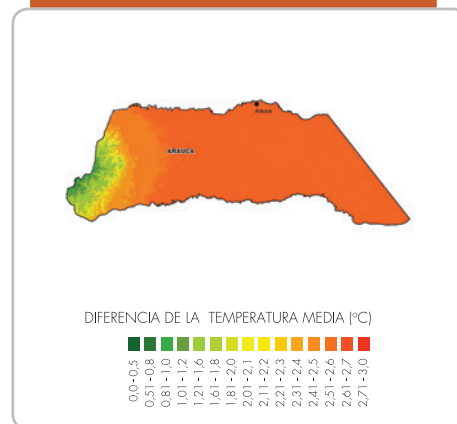 Arauca
ARAUCA
DIFERENCIA DE LA TEMPERATURA MEDIA (ºC)
0,0 - 0,5
0,51 - 0,8
0,81 - 1,0
1,01 - 1,2
1,21 - 1,6
1,61 - 1,8
1,81 - 2,0
2,01 - 2,1
2,11 - 2,2
2,21 - 2,3
2,31 - 2,4
2,41 - 2,5
2,51 - 2,6
2,61 - 2,7
2,71 - 3,0